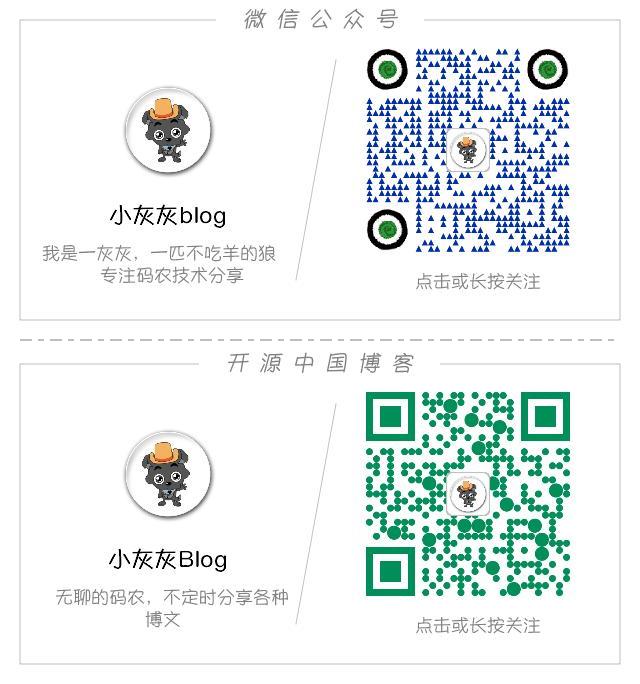 微信公众号
小灰灰blog
我是一灰灰，一匹不吃羊的狼
专注码农技术分享
点击或长按关注
开源中国博客
小灰灰Blog
无聊的码农，不定时分享各种
博文
点击或长按关注